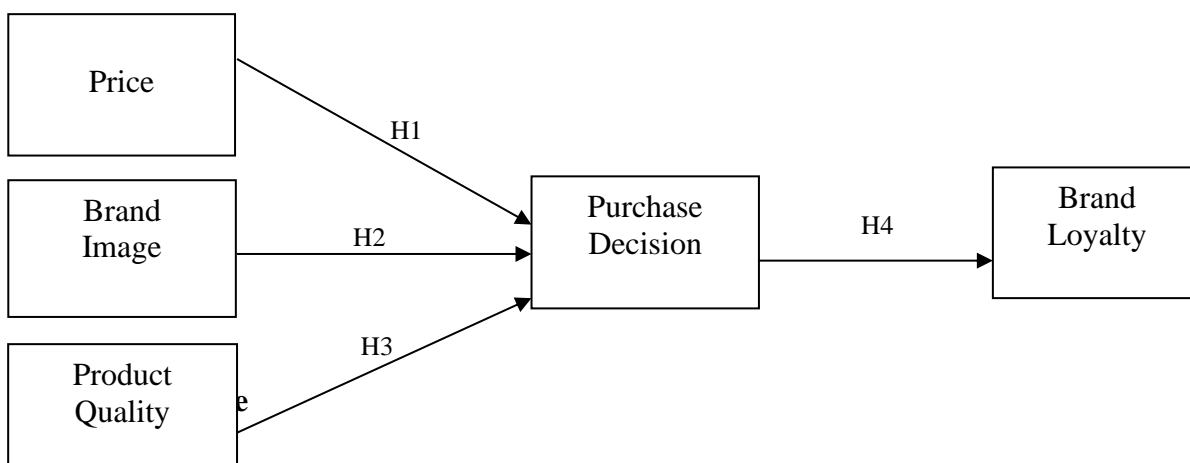 Price
H1
Brand
Image
H2
Purchase
Decision
H4
Brand
Loyalty
H3
Product
Quality